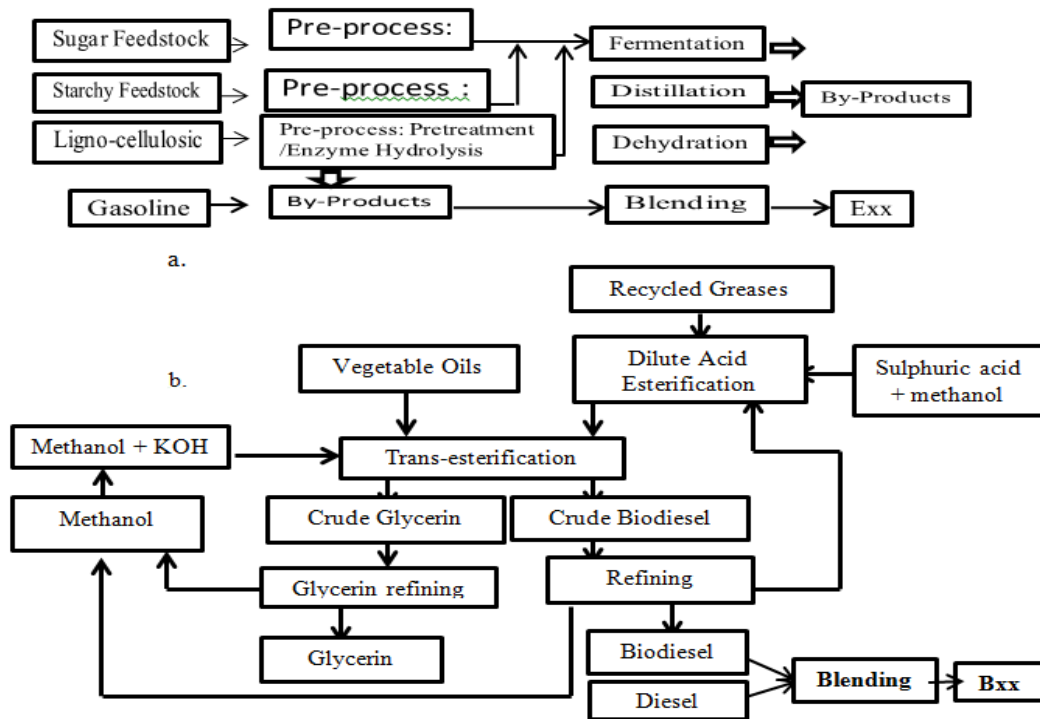 Sugar Feedstock
Pre-process:
Fermentation
Starchy Feedstock
Pre-process :
Distillation
By-Products
Ligno-cellulosic
Pre-process: Pretreatment
/Enzyme Hydrolysis
Dehydration
Gasoline
By-Products
Blending
Exx
a.
Recycled Greases
Vegetable Oils
Dilute Acid
Esterification
Sulphuric acid
+ methanol
b.
Methanol + KOH
Trans-esterification
Methanol
Crude Glycerin
Crude Biodiesel
Glycerin refining
Refining
Glycerin
Biodiesel
Diesel
Blending
Bxx